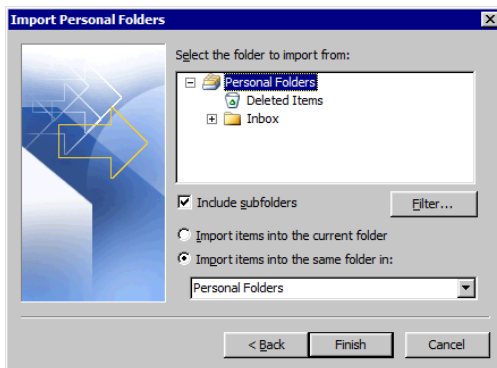 Import Personal Folders
Select the folder to import from:
Personal Folders
Deleted Items
Inbox
Include subfolders
Filter...
Import items into the current folder
Import items into the same folder in:
Personal Folders
< Back
Finish
Cancel